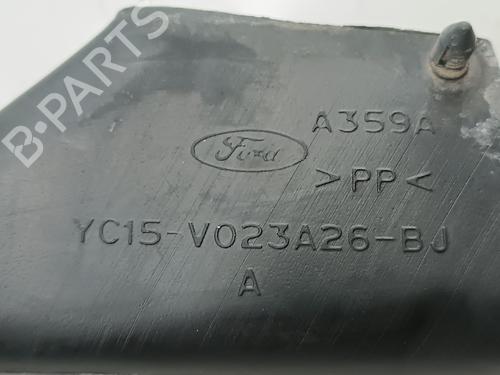 B-PARTS
A359A
Ford
>PP<
YC15-V023A26-BJ
A